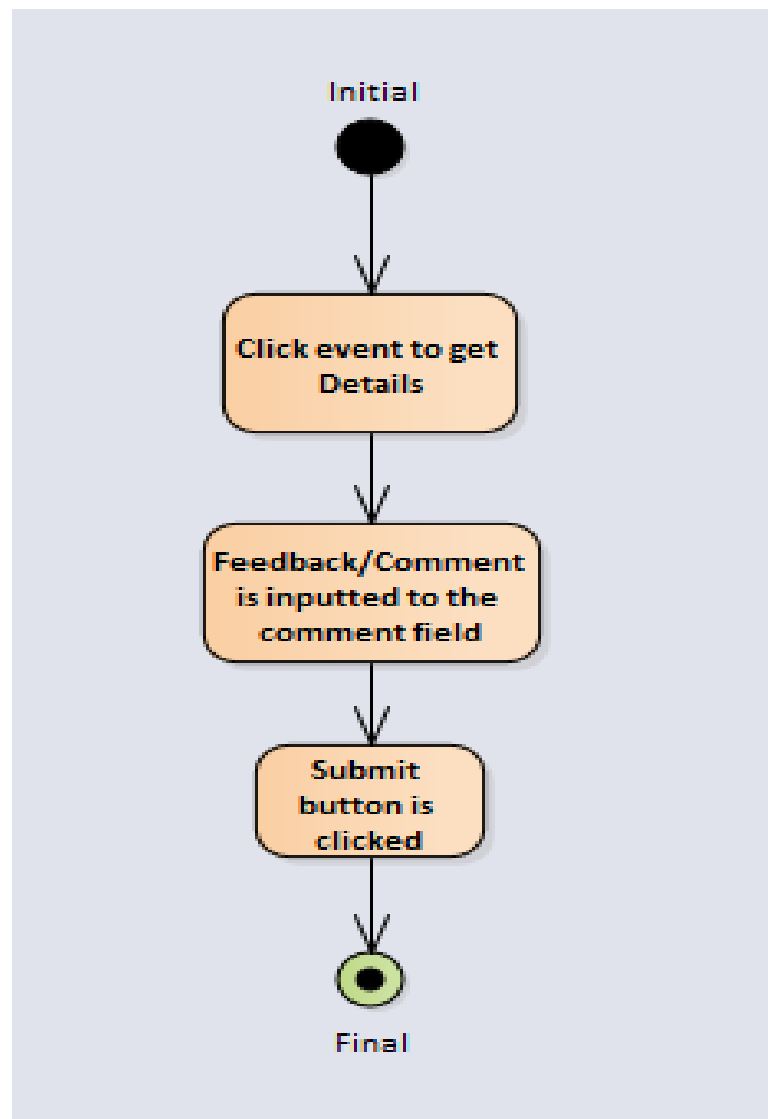 Initial
Click event to get
Details
Feedback/Comment
is inputted to the
comment field
Submit
button is
clicked
Final